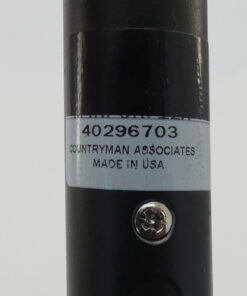 40296703
COUNTRYMAN ASSOCIATES
MADE IN USA